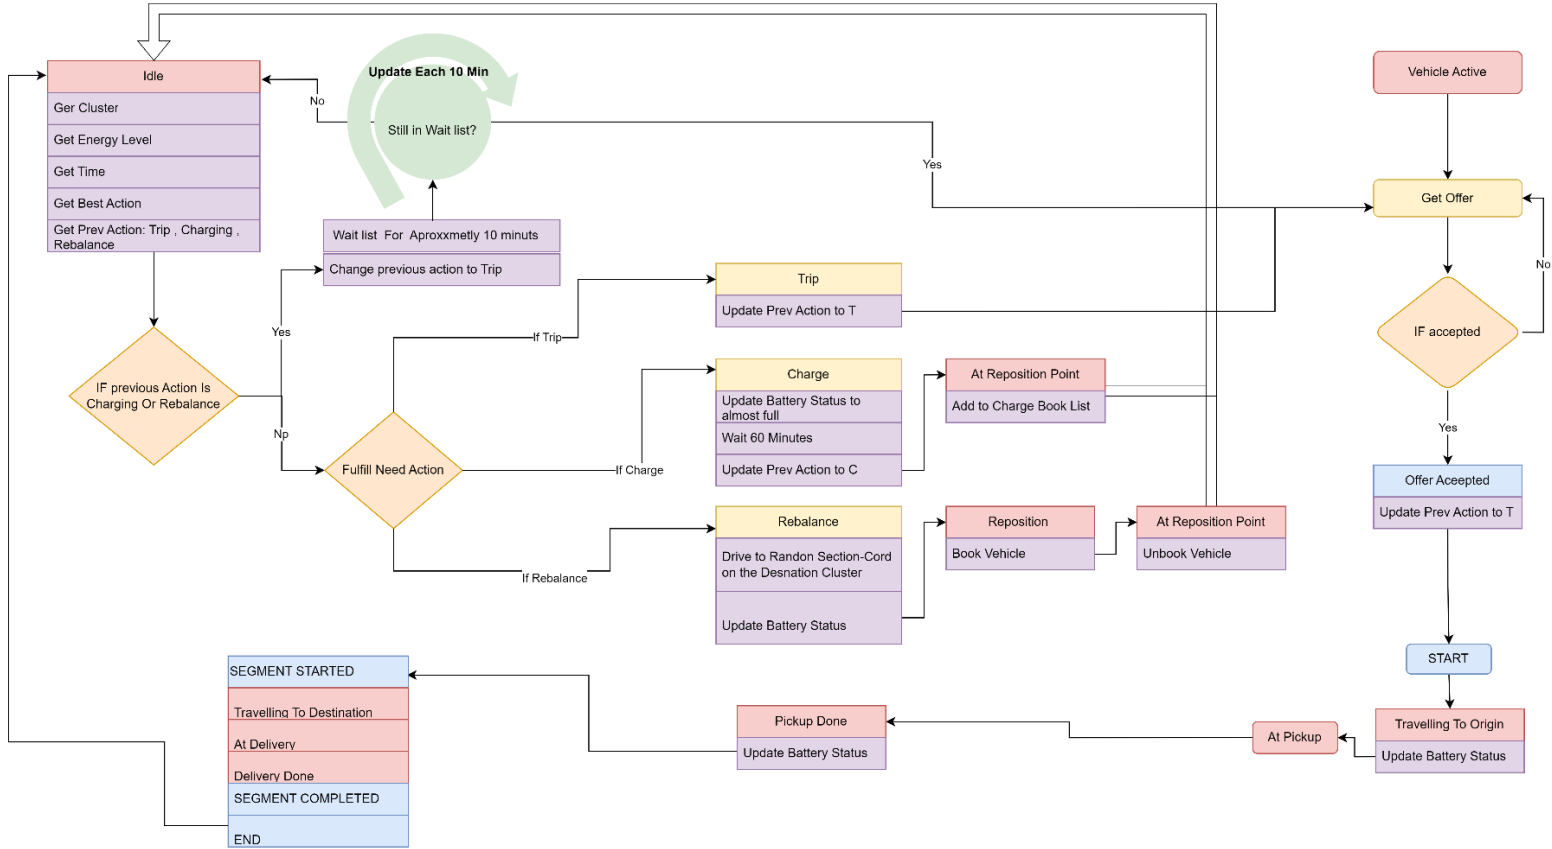 Idle
Ger Cluster
Get Energy Level
Get Time
Get Best Action
Get Prev Action: Trip , Charging ,
Rebalance
Update Each 10 Min
Still in Wait list?
No
Yes
Wait list For Aproxxmetly 10 minuts
Change previous action to Trip
Yes
IF previous Action Is
Charging Or Rebalance
Np
Fulfill Need Action
If Trip
If Charge
If Rebalance
Trip
Update Prev Action to T
Charge
Update Battery Status to
almost full
Wait 60 Minutes
Update Prev Action to C
At Reposition Point
Add to Charge Book List
Rebalance
Drive to Randon Section-Cord
on the Desnation Cluster
Update Battery Status
Reposition
Book Vehicle
At Reposition Point
Unbook Vehicle
Vehicle Active
Get Offer
No
IF accepted
Yes
Offer Aceepted
Update Prev Action to T
START
Travelling To Origin
Update Battery Status
At Pickup
Pickup Done
Update Battery Status
SEGMENT STARTED
Travelling To Destination
At Delivery
Delivery Done
SEGMENT COMPLETED
END